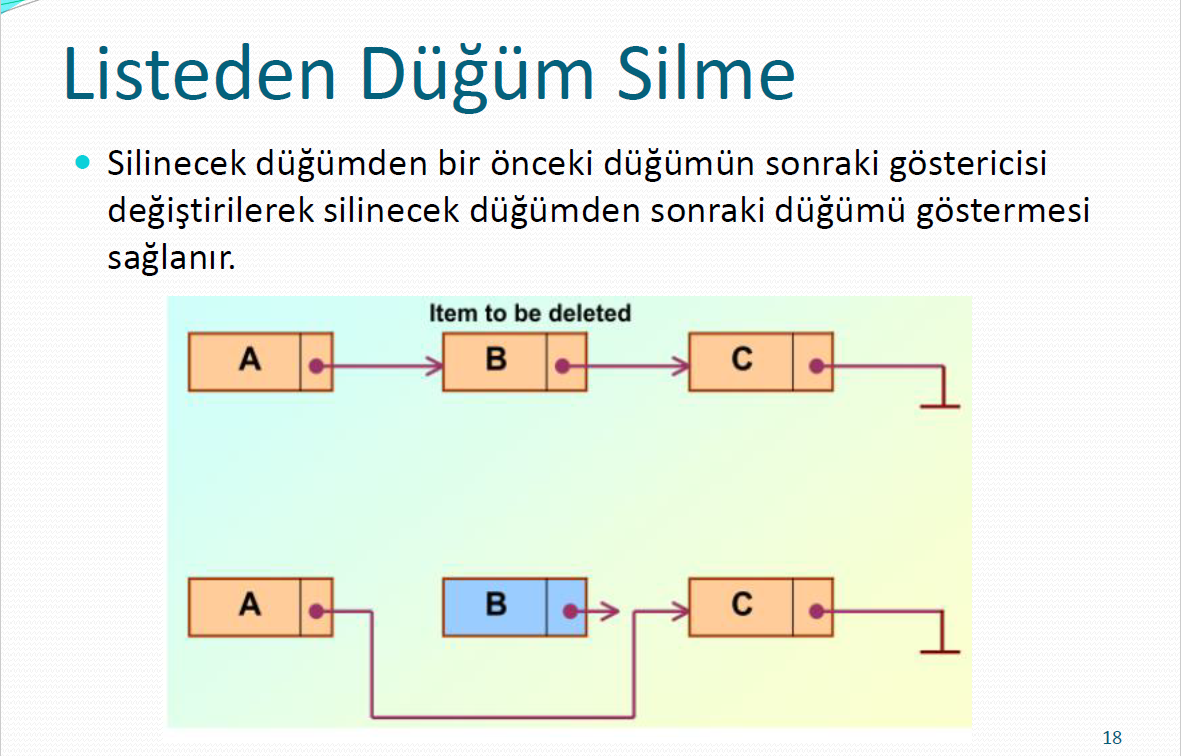 Listeden Düğüm Silme
Silinecek düğümden bir önceki düğümün sonraki göstericisi
değiştirilerek silinecek düğümden sonraki düğümü göstermesi
sağlanır.
Item to be deleted
A B C
A B C
18